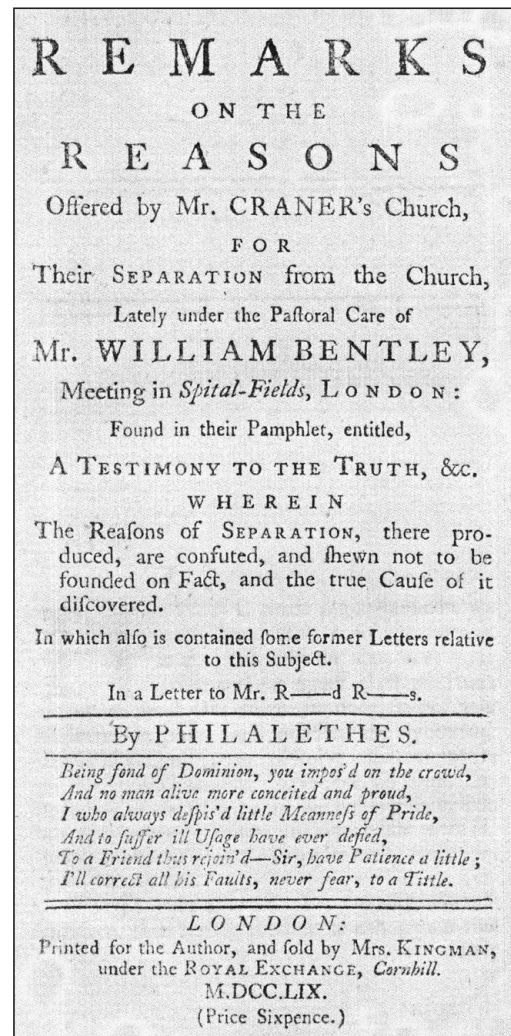 REMARKS
ON THE
REASONS
Offered by Mr. CRANER's Church,
FOR
Their SEPARATION from the Church,
Lately under the Paſtoral Care of
Mr. WILLIAM BENTLEY,
Meeting in Spital-Fields, LONDON:
Found in their Pamphlet, entitled,
A TESTIMONY TO THE TRUTH, &c.
WHEREIN
The Reaſons of SEPARATION, there pro-
duced, are confuted, and ſhewn not to be
founded on Fact, and the true Cauſe of it
diſcovered.
In which alſo is contained ſome former Letters relative
to this Subject.
In a Letter to Mr. R——d R——s.
By PHILALETHES.
Being fond of Dominion, you impos'd on the crowd,
And no man alive more conceited and proud,
I who always deſpis'd little Meanneſs of Pride,
And to ſuffer ill Uſage have ever defied,
To a Friend thus rejoin'd—Sir, have Patience a little;
I'll correct all his Faults, never fear, to a Tittle.
LONDON:
Printed for the Author, and ſold by Mrs. KINGMAN,
under the ROYAL EXCHANGE, Cornhill.
M.DCC.LIX.
(Price Sixpence.)